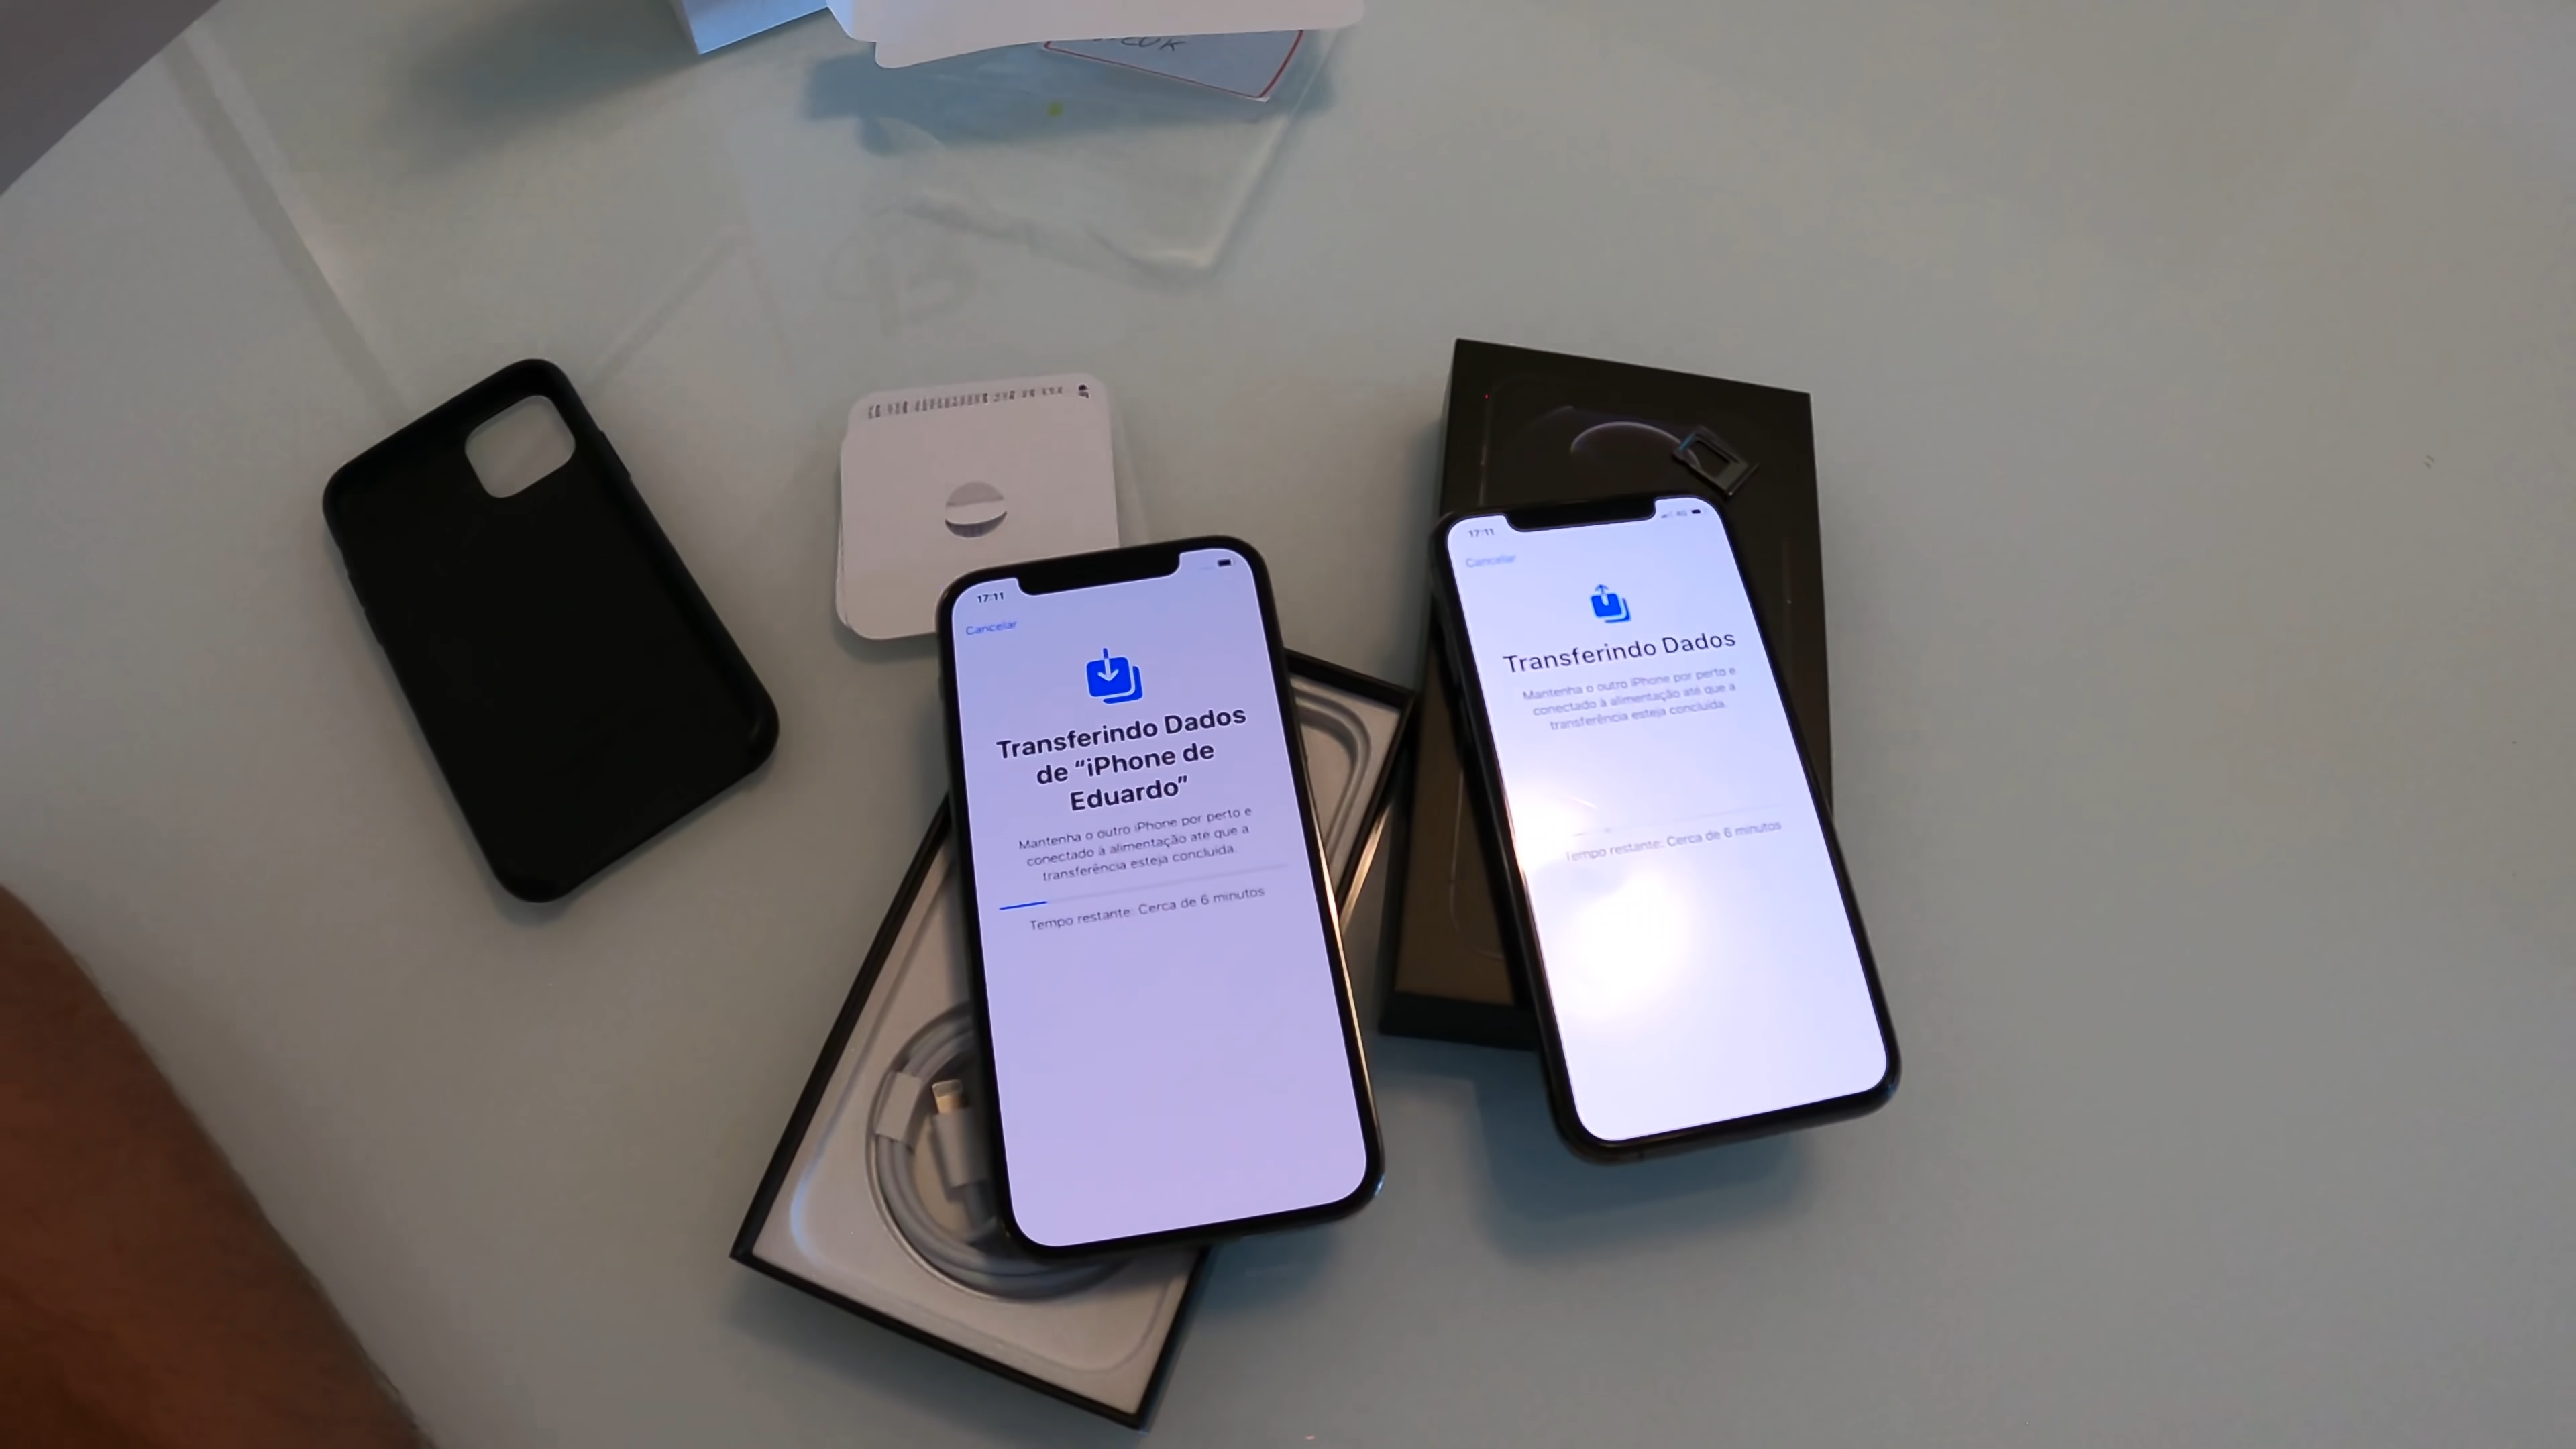 17:11
Cancelar
Transferindo Dados
de “iPhone de
Eduardo”
Mantenha o outro iPhone por perto e
conectado à alimentação até que a
transferência esteja concluída.
Tempo restante: Cerca de 6 minutos
17:11
4G
Cancelar
Transferindo Dados
Mantenha o outro iPhone por perto e
conectado à alimentação até que a
transferência esteja concluída.
Tempo restante: Cerca de 6 minutos